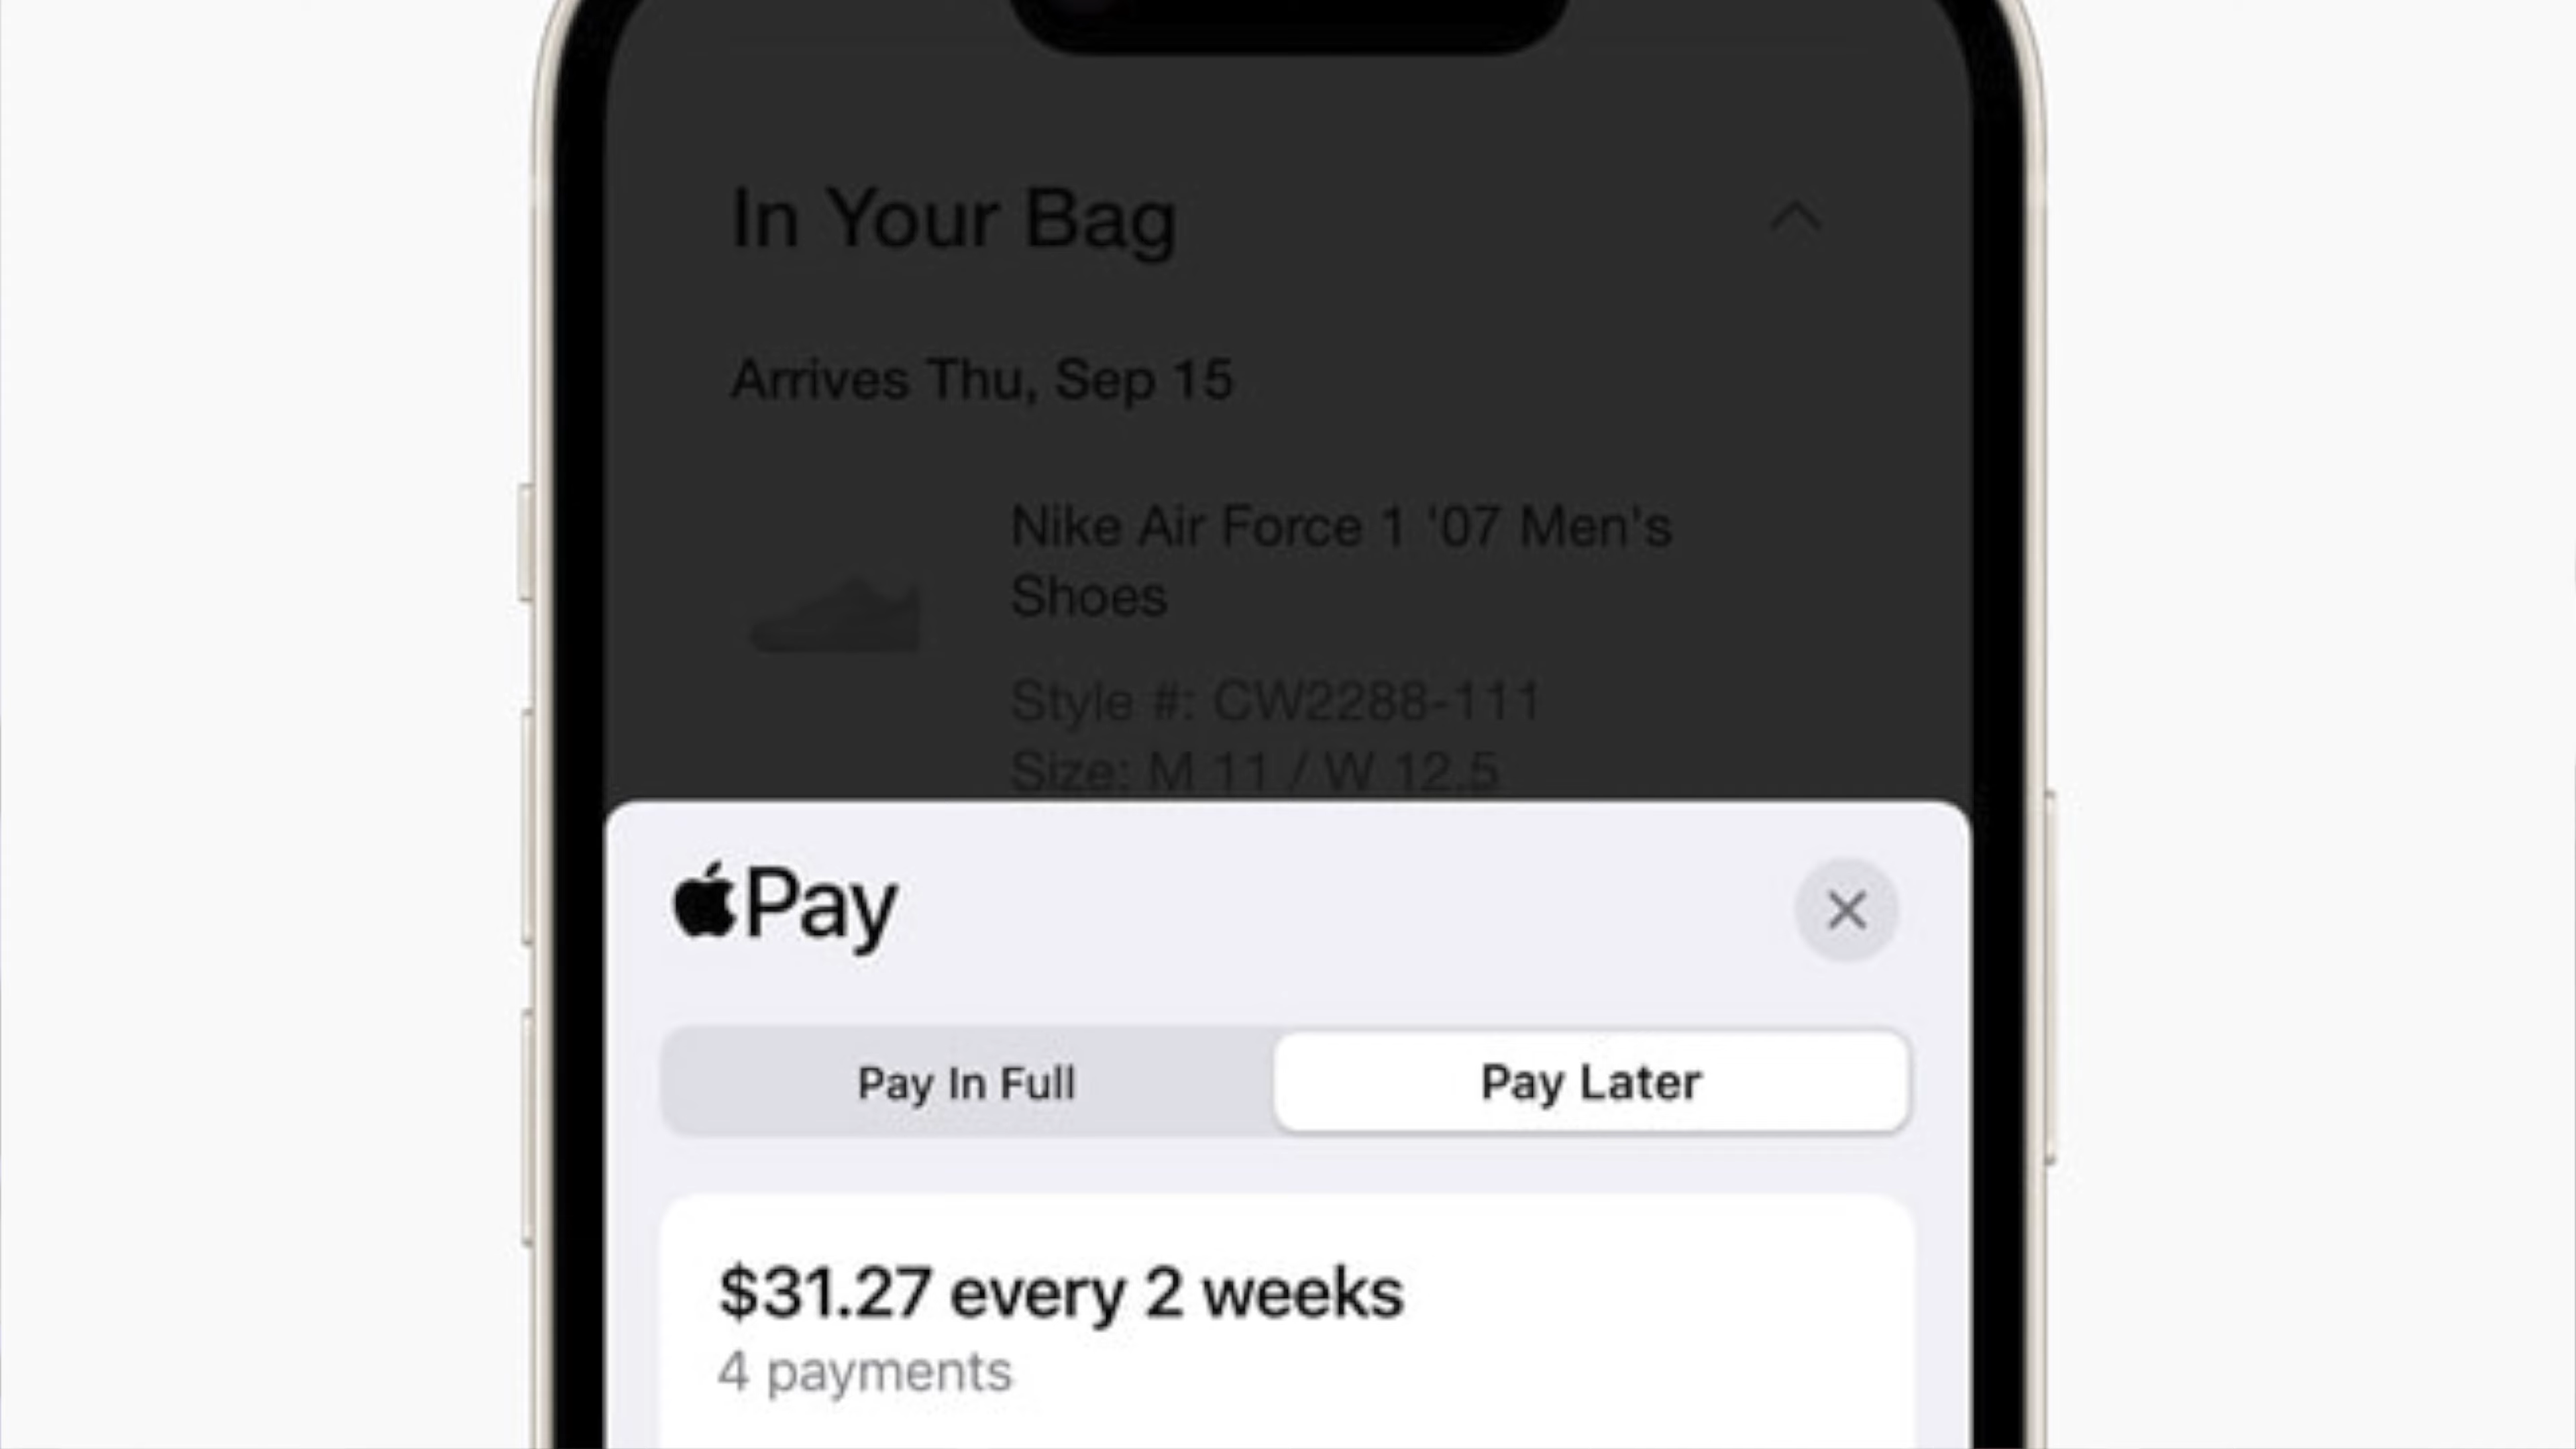 In Your Bag
Arrives Thu, Sep 15
Nike Air Force 1 '07 Men's
Shoes
Style #: CW2288-111
Size: M 11 / W 12.5
Pay
Pay In Full
Pay Later
$31.27 every 2 weeks
4 payments